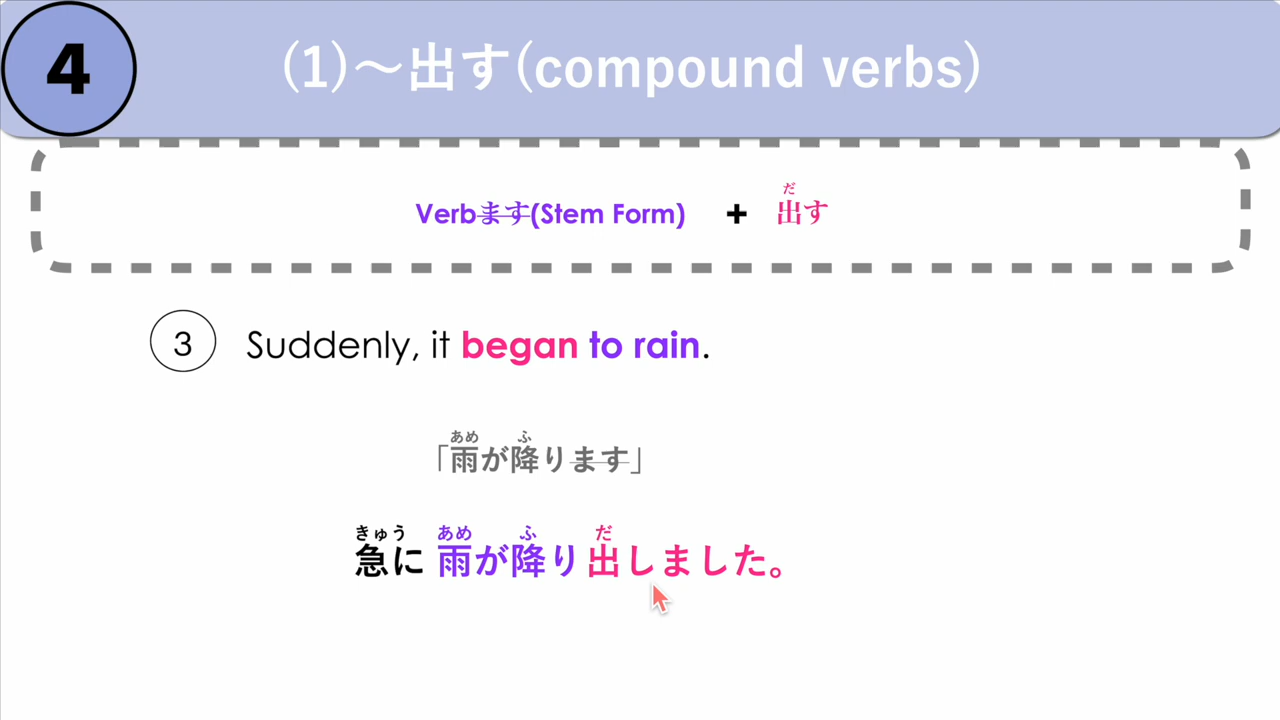 4
(1)〜出す(compound verbs)
だ
Verbます(Stem Form) + 出す
3 Suddenly, it began to rain.
あめ ふ
「雨が降ります」
きゅう あめ ふ だ
急に 雨が降り出しました。